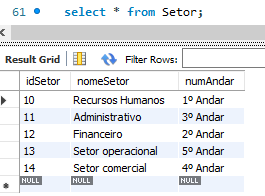 61 select * from Setor;
Result Grid Filter Rows:
idSetor nomeSetor numAndar
10 Recursos Humanos 1º Andar
11 Administrativo 3º Andar
12 Financeiro 2º Andar
13 Setor operacional 5º Andar
14 Setor comercial 4º Andar
NULL NULL NULL